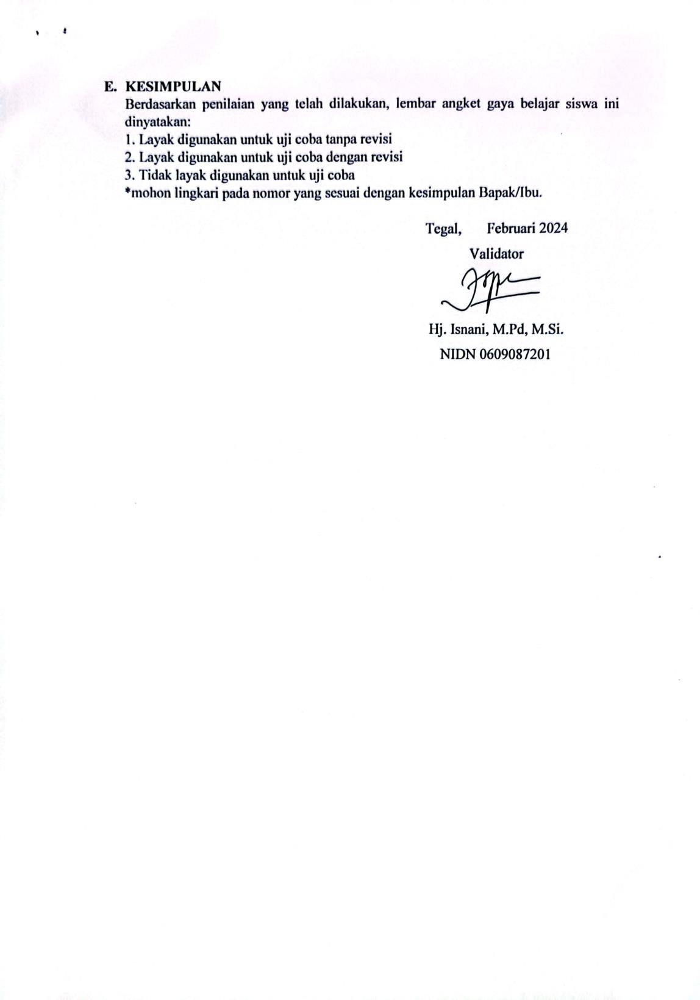 E. KESIMPULAN
Berdasarkan penilaian yang telah dilakukan, lembar angket gaya belajar siswa ini
dinyatakan:
1. Layak digunakan untuk uji coba tanpa revisi
2. Layak digunakan untuk uji coba dengan revisi
3. Tidak layak digunakan untuk uji coba
*mohon lingkari pada nomor yang sesuai dengan kesimpulan Bapak/Ibu.
Tegal, Februari 2024
Validator
Hj. Isnani, M.Pd, M.Si.
NIDN 0609087201